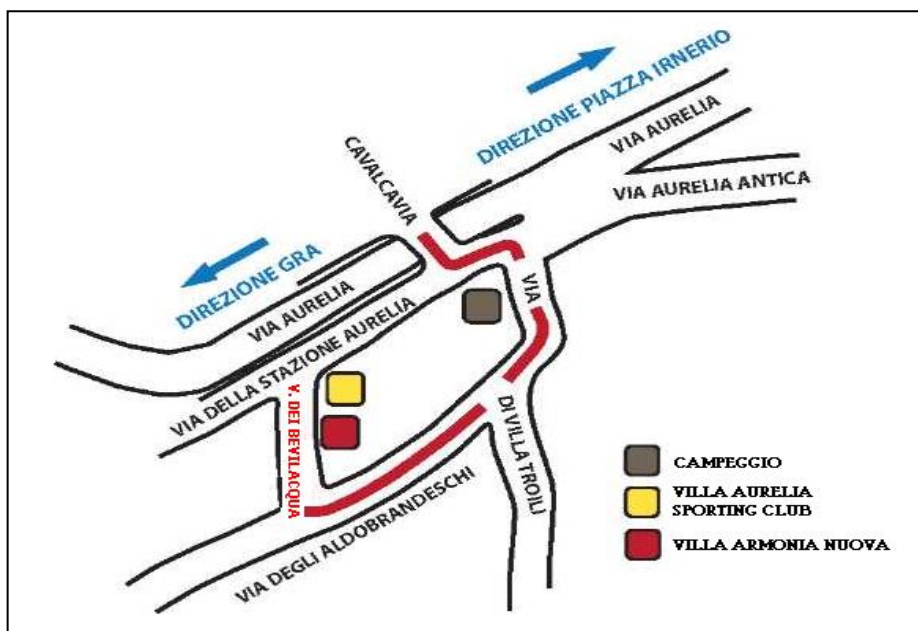 DIREZIONE PIAZZA IRNERIO
VIA AURELIA
VIA AURELIA ANTICA
CAVALCAVIA
DIREZIONE GRA
VIA AURELIA
VIA
VIA DELLA STAZIONE AURELIA
V. DEI BEVILACQUA
DI VILLA TROILI
VIA DEGLI ALDOBRANDESCHI
CAMPEGGIO
VILLA AURELIA
SPORTING CLUB
VILLA ARMONIA NUOVA